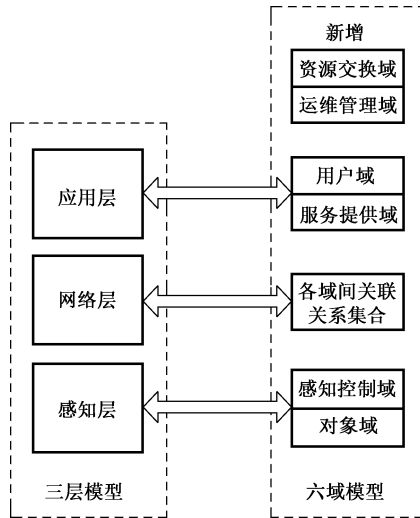 新增
资源交换域
运维管理域
应用层
用户域
服务提供域
网络层
各域间关联
关系集合
感知层
感知控制域
对象域
三层模型
六域模型